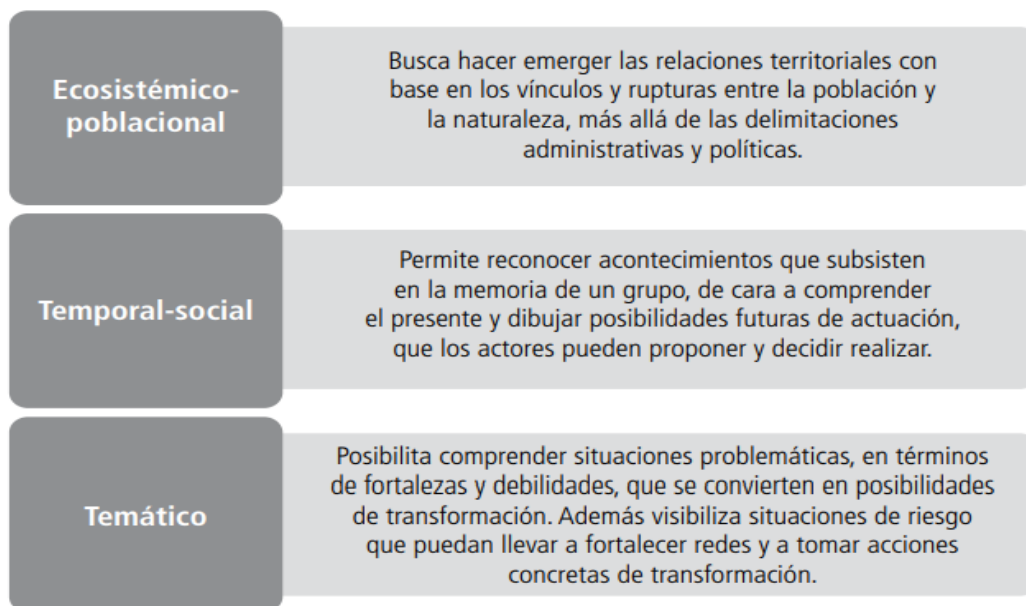 Ecosistémico-
poblacional
Busca hacer emerger las relaciones territoriales con
base en los vínculos y rupturas entre la población y
la naturaleza, más allá de las delimitaciones
administrativas y políticas.
Temporal-social
Permite reconocer acontecimientos que subsisten
en la memoria de un grupo, de cara a comprender
el presente y dibujar posibilidades futuras de actuación,
que los actores pueden proponer y decidir realizar.
Temático
Posibilita comprender situaciones problemáticas, en términos
de fortalezas y debilidades, que se convierten en posibilidades
de transformación. Además visibiliza situaciones de riesgo
que puedan llevar a fortalecer redes y a tomar acciones
concretas de transformación.